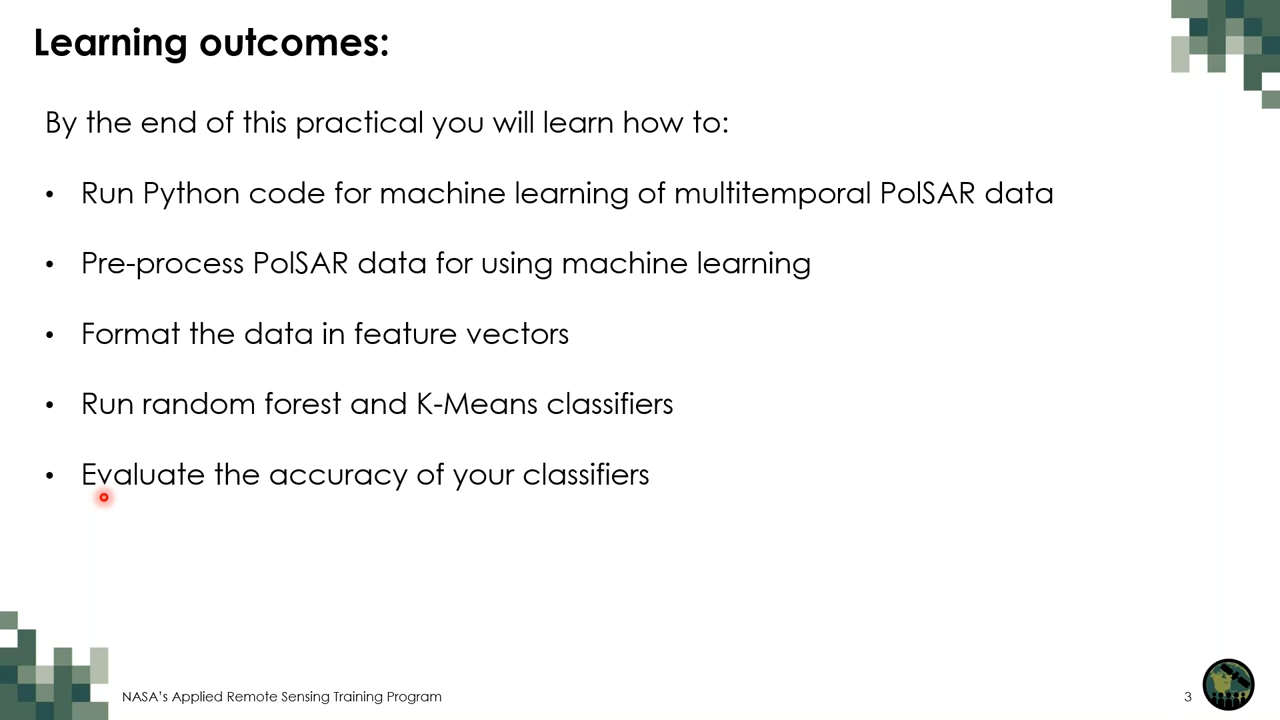 Learning outcomes:
By the end of this practical you will learn how to:
• Run Python code for machine learning of multitemporal PolSAR data
• Pre-process PolSAR data for using machine learning
• Format the data in feature vectors
• Run random forest and K-Means classifiers
• Evaluate the accuracy of your classifiers
NASA's Applied Remote Sensing Training Program
3